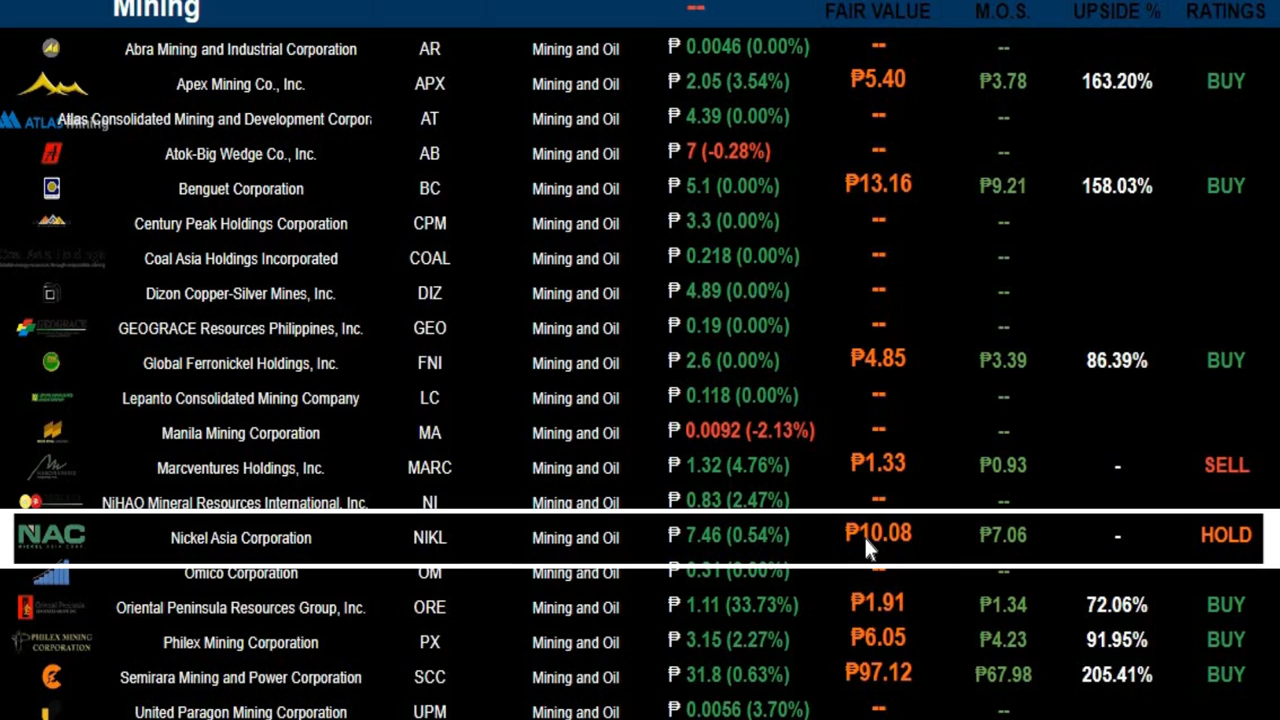 Mining -- FAIR VALUE M.O.S. UPSIDE % RATINGS
Abra Mining and Industrial Corporation AR Mining and Oil ₱ 0.0046 (0.00%) -- --
Apex Mining Co., Inc. APX Mining and Oil ₱ 2.05 (3.54%) ₱5.40 ₱3.78 163.20% BUY
ATLAS Mining Atlas Consolidated Mining and Development Corpor AT Mining and Oil ₱ 4.39 (0.00%) -- --
Atok-Big Wedge Co., Inc. AB Mining and Oil ₱ 7 (-0.28%) -- --
Benguet Corporation BC Mining and Oil ₱ 5.1 (0.00%) ₱13.16 ₱9.21 158.03% BUY
Century Peak Holdings Corporation CPM Mining and Oil ₱ 3.3 (0.00%) -- --
Coal Asia Holdings Incorporated COAL Mining and Oil ₱ 0.218 (0.00%) -- --
Dizon Copper-Silver Mines, Inc. DIZ Mining and Oil ₱ 4.89 (0.00%) -- --
GEOGRACE GEOGRACE Resources Philippines, Inc. GEO Mining and Oil ₱ 0.19 (0.00%) -- --
Global Ferronickel Holdings, Inc. FNI Mining and Oil ₱ 2.6 (0.00%) ₱4.85 ₱3.39 86.39% BUY
Lepanto Consolidated Mining Company LC Mining and Oil ₱ 0.118 (0.00%) -- --
Manila Mining Corporation MA Mining and Oil ₱ 0.0092 (-2.13%) -- --
Marcventures Holdings, Inc. MARC Mining and Oil ₱ 1.32 (4.76%) ₱1.33 ₱0.93 - SELL
NiHAO Mineral Resources International, Inc. NI Mining and Oil ₱ 0.83 (2.47%) -- --
NAC NICKEL ASIA CORP. Nickel Asia Corporation NIKL Mining and Oil ₱ 7.46 (0.54%) ₱10.08 ₱7.06 - HOLD
Omico Corporation OM Mining and Oil ₱ 0.31 (0.00%) -- --
Oriental Peninsula Resources Group, Inc. ORE Mining and Oil ₱ 1.11 (33.73%) ₱1.91 ₱1.34 72.06% BUY
PHILEX MINING CORPORATION Philex Mining Corporation PX Mining and Oil ₱ 3.15 (2.27%) ₱6.05 ₱4.23 91.95% BUY
Semirara Mining and Power Corporation SCC Mining and Oil ₱ 31.8 (0.63%) ₱97.12 ₱67.98 205.41% BUY
United Paragon Mining Corporation UPM Mining and Oil ₱ 0.0056 (3.70%) -- --